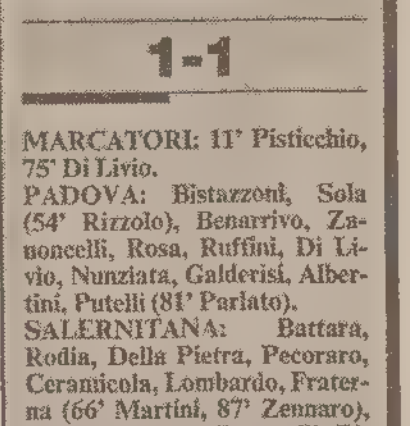 1-1
MARCATORI: 11' Pisticchio,
75' Di Livio.
PADOVA: Bistazzoni, Sola
(54' Rizzolo), Benarrivo, Za-
noncelli, Rosa, Ruffini, Di Li-
vio, Nunziata, Galderisi, Alber-
tini, Putelli (81' Parlato).
SALERNITANA: Battara,
Rodia, Della Pietra, Pecoraro,
Ceramicola, Lombardo, Frater-
na (66' Martini, 87' Zennaro),